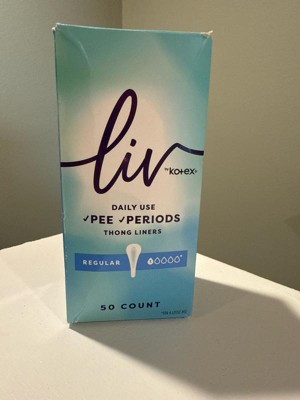 liv
by Kotex®
DAILY USE
✓PEE ✓PERIODS
THONG LINERS
REGULAR
50 COUNT